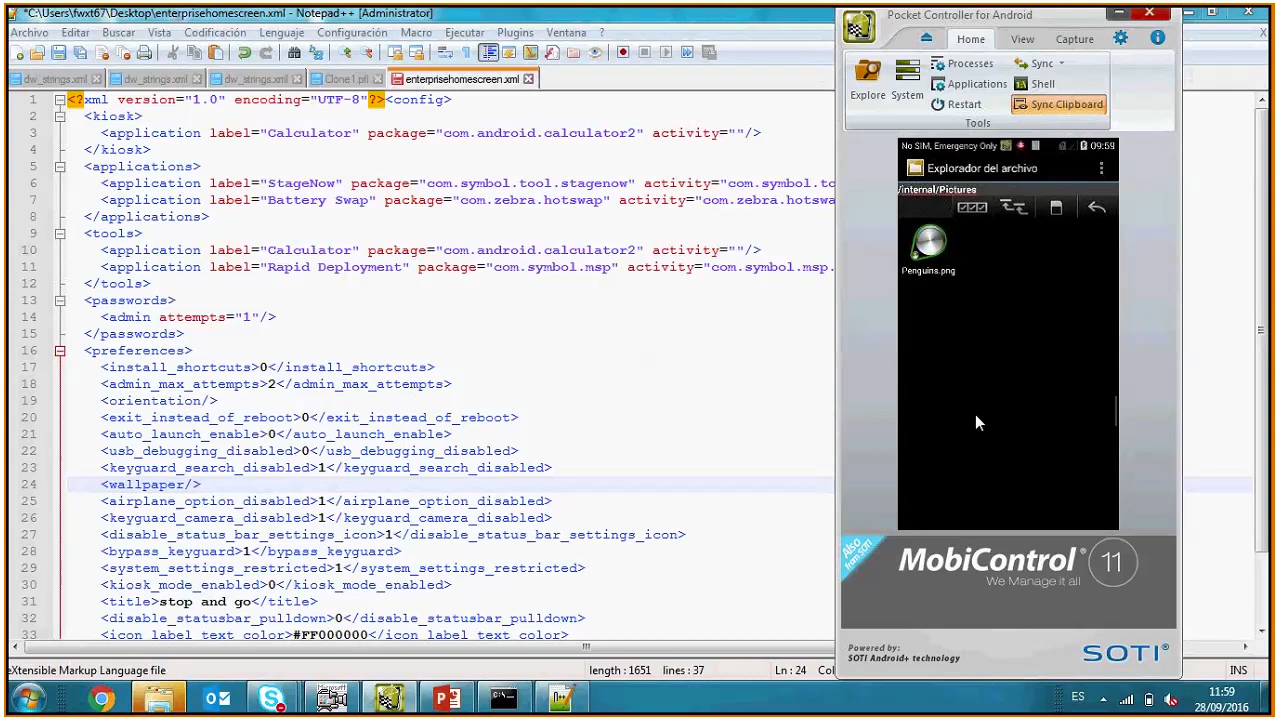 *C:\Users\fwxt67\Desktop\enterprisehomescreen.xml - Notepad++ [Administrator]
Archivo Editar Buscar Vista Codificación Lenguaje Configuración Macro Ejecutar Plugins Ventana
dw_strings.xml dw_strings.xml dw_strings.xml Clone1.pfl enterprisehomescreen.xml
1 <?xml version="1.0" encoding="UTF-8"?><config>
2 <kiosk>
3 <application label="Calculator" package="com.android.calculator2" activity=""/>
4 </kiosk>
5 <applications>
6 <application label="StageNow" package="com.symbol.tool.stagenow" activity="com.symbol.to
7 <application label="Battery Swap" package="com.zebra.hotswap" activity="com.zebra.hotswa
8 </applications>
9 <tools>
10 <application label="Calculator" package="com.android.calculator2" activity=""/>
11 <application label="Rapid Deployment" package="com.symbol.msp" activity="com.symbol.msp.
12 </tools>
13 <passwords>
14 <admin attempts="1"/>
15 </passwords>
16 <preferences>
17 <install_shortcuts>0</install_shortcuts>
18 <admin_max_attempts>2</admin_max_attempts>
19 <orientation/>
20 <exit_instead_of_reboot>0</exit_instead_of_reboot>
21 <auto_launch_enable>0</auto_launch_enable>
22 <usb_debugging_disabled>0</usb_debugging_disabled>
23 <keyguard_search_disabled>1</keyguard_search_disabled>
24 <wallpaper/>
25 <airplane_option_disabled>1</airplane_option_disabled>
26 <keyguard_camera_disabled>1</keyguard_camera_disabled>
27 <disable_status_bar_settings_icon>1</disable_status_bar_settings_icon>
28 <bypass_keyguard>1</bypass_keyguard>
29 <system_settings_restricted>1</system_settings_restricted>
30 <kiosk_mode_enabled>0</kiosk_mode_enabled>
31 <title>stop and go</title>
32 <disable_statusbar_pulldown>0</disable_statusbar_pulldown>
33 <icon_label_text_color>#FF000000</icon_label_text_color>
eXtensible Markup Language file length : 1651 lines : 37 Ln : 24 Col INS
Pocket Controller for Android
Home View Capture
Explore System
Processes
Applications
Restart
Sync
Shell
Sync Clipboard
Tools
No SIM, Emergency Only 09:59
Explorador del archivo
/internal/Pictures
Penguins.png
Also from SOTI
MobiControl® 11
We Manage it all
Powered by:
SOTI Android+ technology
SOTI®
ES 11:59
28/09/2016